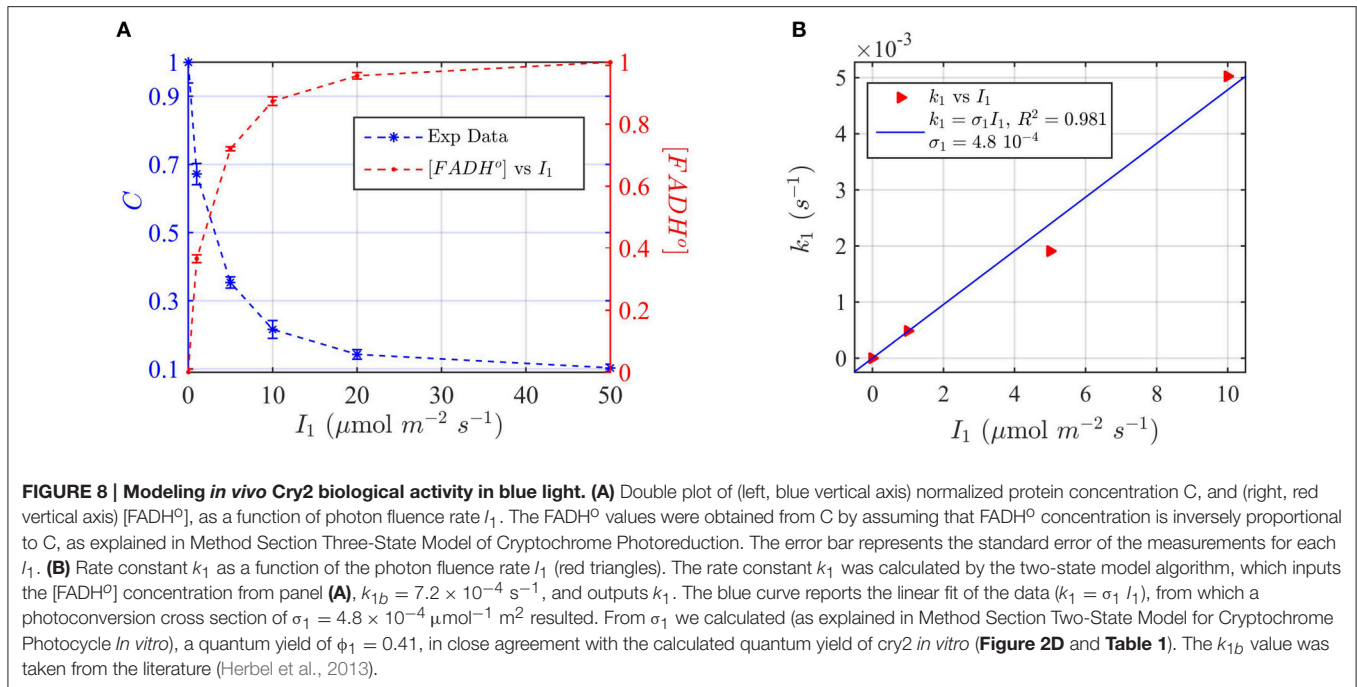 A
1
0.9
0.7
0.5
0.3
0.1
C
1
0.8
0.6
0.4
0.2
0
[FADHᵒ]
Exp Data
[FADHᵒ] vs I₁
0 10 20 30 40 50
I₁ (μmol m⁻² s⁻¹)
B
×10⁻³
5
4
3
2
1
0
k₁ (s⁻¹)
k₁ vs I₁
k₁ = σ₁I₁, R² = 0.981
σ₁ = 4.8 10⁻⁴
0 2 4 6 8 10
I₁ (μmol m⁻² s⁻¹)
FIGURE 8 | Modeling in vivo Cry2 biological activity in blue light. (A) Double plot of (left, blue vertical axis) normalized protein concentration C, and (right, red
vertical axis) [FADHᴼ], as a function of photon fluence rate I₁. The FADHᴼ values were obtained from C by assuming that FADHᴼ concentration is inversely proportional
to C, as explained in Method Section Three-State Model of Cryptochrome Photoreduction. The error bar represents the standard error of the measurements for each
I₁. (B) Rate constant k₁ as a function of the photon fluence rate I₁ (red triangles). The rate constant k₁ was calculated by the two-state model algorithm, which inputs
the [FADHᴼ] concentration from panel (A), k₁b = 7.2 × 10⁻⁴ s⁻¹, and outputs k₁. The blue curve reports the linear fit of the data (k₁ = σ₁ I₁), from which a
photoconversion cross section of σ₁ = 4.8 × 10⁻⁴ μmol⁻¹ m² resulted. From σ₁ we calculated (as explained in Method Section Two-State Model for Cryptochrome
Photocycle In vitro), a quantum yield of ϕ₁ = 0.41, in close agreement with the calculated quantum yield of cry2 in vitro (Figure 2D and Table 1). The k₁b value was
taken from the literature (Herbel et al., 2013).